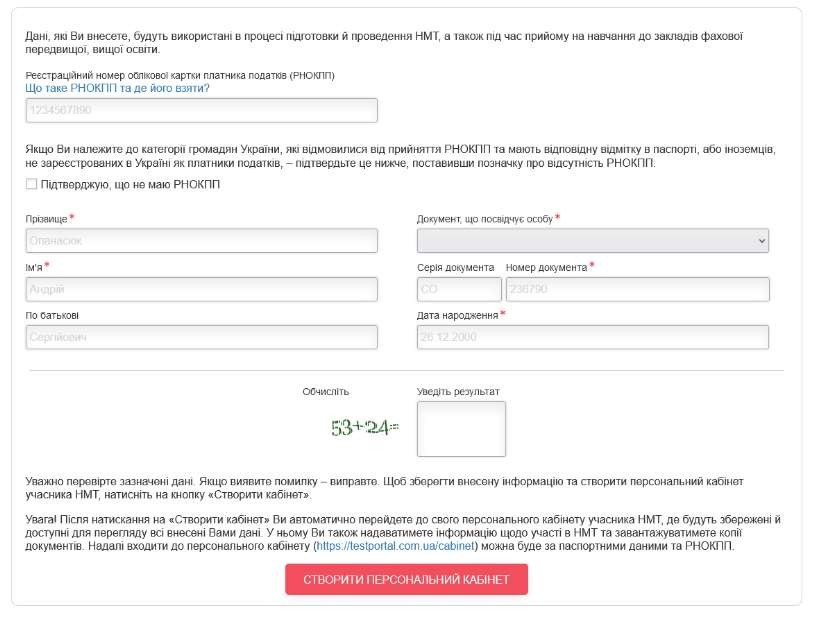 Дані, які Ви внесете, будуть використані в процесі підготовки й проведення НМТ, а також під час прийому на навчання до закладів фахової
передвищої, вищої освіти.
Реєстраційний номер облікової картки платника податків (РНОКПП)
Що таке РНОКПП та де його взяти?
1234567890
Якщо Ви належите до категорії громадян України, які відмовилися від прийняття РНОКПП та мають відповідну відмітку в паспорті, або іноземців,
не зареєстрованих в Україні як платники податків, – підтвердьте це нижче, поставивши позначку про відсутність РНОКПП.
Підтверджую, що не маю РНОКПП
Прізвище *
Опанасюк
Ім'я *
Андрій
По батькові
Сергійович
Документ, що посвідчує особу *
Серія документа Номер документа *
СО 236790
Дата народження *
26.12.2000
Обчисліть
53+24=
Уведіть результат
Уважно перевірте зазначені дані. Якщо виявите помилку – виправте. Щоб зберегти внесену інформацію та створити персональний кабінет
учасника НМТ, натисніть на кнопку «Створити кабінет».
Увага! Після натискання на «Створити кабінет» Ви автоматично перейдете до свого персонального кабінету учасника НМТ, де будуть збережені й
доступні для перегляду всі внесені Вами дані. У ньому Ви також надаватимете інформацію щодо участі в НМТ та завантажуватимете копії
документів. Надалі входити до персонального кабінету (https://testportal.com.ua/cabinet) можна буде за паспортними даними та РНОКПП.
СТВОРИТИ ПЕРСОНАЛЬНИЙ КАБІНЕТ